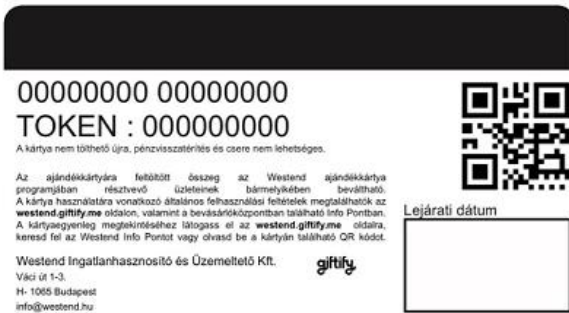 00000000 00000000
TOKEN : 000000000
A kártya nem tölthető újra, pénzvisszatérítés és csere nem lehetséges.
Az ajándékkártyára feltöltött összeg az Westend ajándékkártya
programjában résztvevő üzleteinek bármelyikében beváltható.
A kártya használatára vonatkozó általános felhasználási feltételek megtalálhatók az
westend.giftify.me oldalon, valamint a bevásárlóközpontban található Info Pontban.
A kártyaegyenleg megtekintéséhez látogass el az westend.giftify.me oldalra,
keresd fel az Westend Info Pontot vagy olvasd be a kártyán található QR kódot.
Westend Ingatlanhasznosító és Üzemeltető Kft.
giftify
Váci út 1-3.
H- 1065 Budapest
info@westend.hu
Lejárati dátum